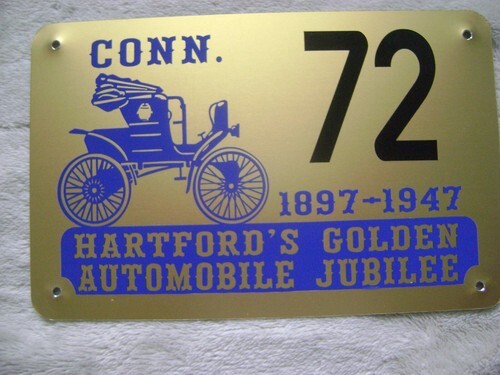 CONN.
72
1897-1947
HARTFORD'S GOLDEN
AUTOMOBILE JUBILEE